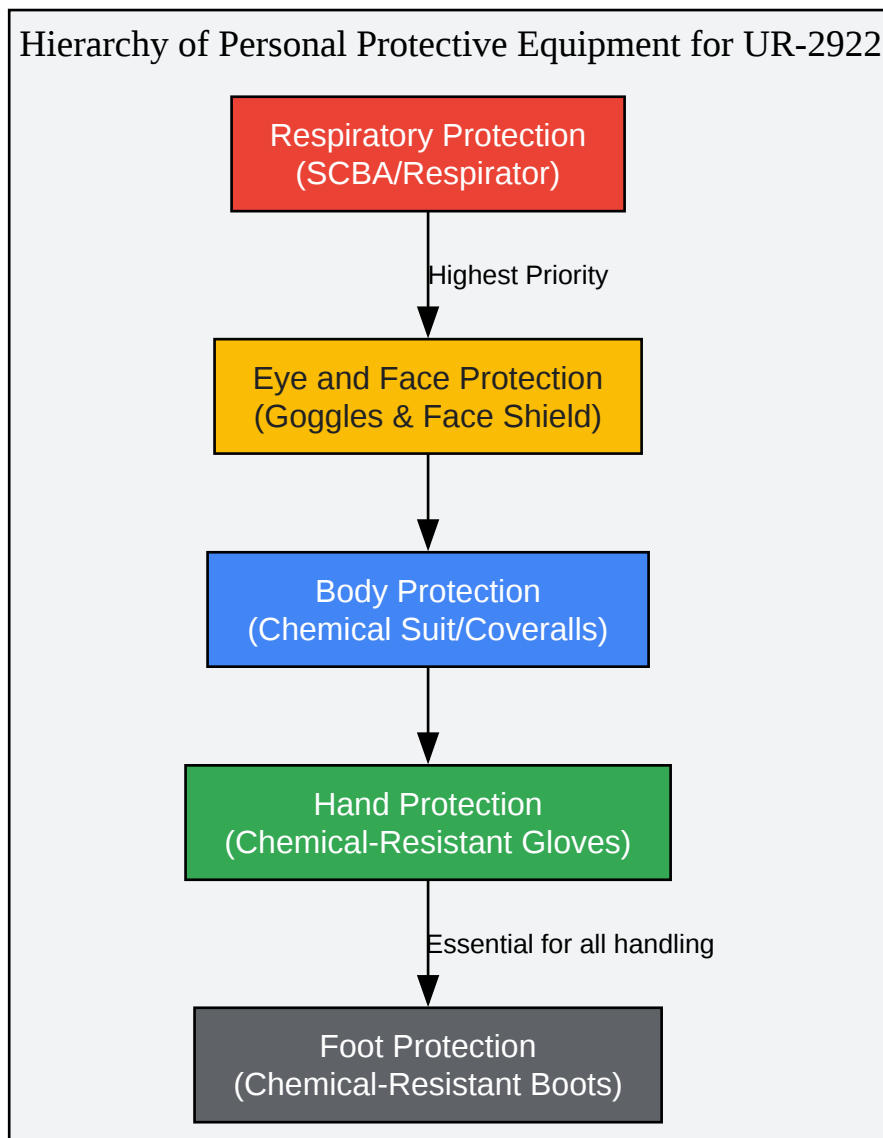 Hierarchy of Personal Protective Equipment for UR-2922
Respiratory Protection
(SCBA/Respirator)
Highest Priority
Eye and Face Protection
(Goggles & Face Shield)
Body Protection
(Chemical Suit/Coveralls)
Hand Protection
(Chemical-Resistant Gloves)
Essential for all handling
Foot Protection
(Chemical-Resistant Boots)